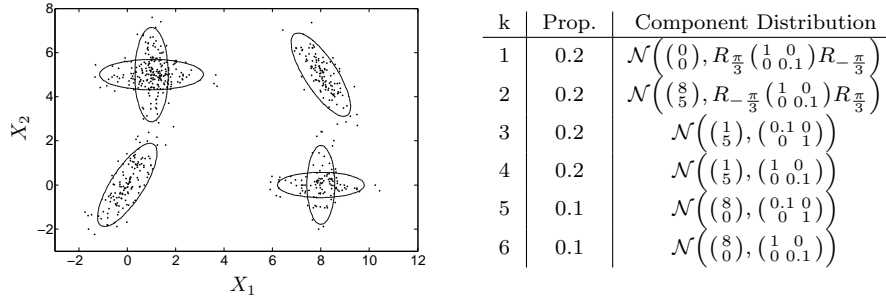 8
6
4
2
0
−2
X₂
−2 0 2 4 6 8 10 12
X₁
k Prop. Component Distribution
1 0.2 𝒩((0 0), R_{π/3} (1 0 0 0.1) R_{−π/3})
2 0.2 𝒩((8 5), R_{−π/3} (1 0 0 0.1) R_{π/3})
3 0.2 𝒩((1 5), (0.1 0 0 1))
4 0.2 𝒩((1 5), (1 0 0 0.1))
5 0.1 𝒩((8 0), (0.1 0 0 1))
6 0.1 𝒩((8 0), (1 0 0 0.1))